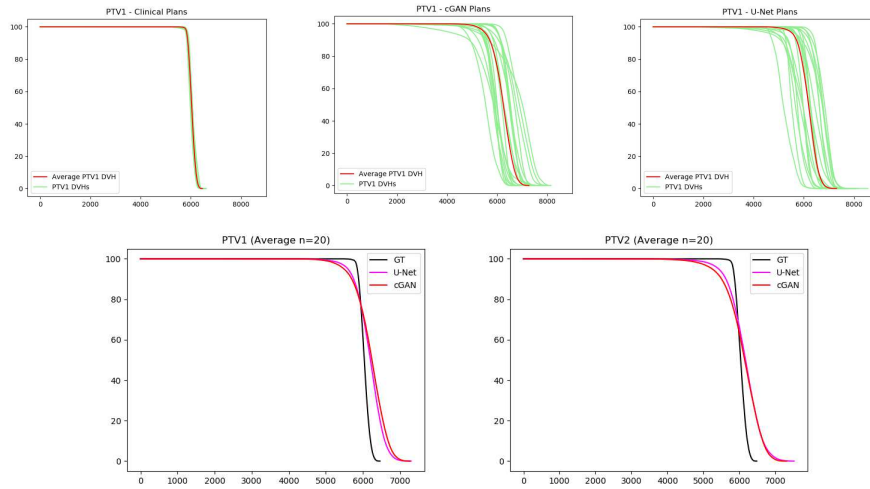 PTV1 - Clinical Plans
100
80
60
40
20
0
Average PTV1 DVH
PTV1 DVHs
0 2000 4000 6000 8000
PTV1 - cGAN Plans
100
80
60
40
20
0
Average PTV1 DVH
PTV1 DVHs
0 2000 4000 6000 8000
PTV1 - U-Net Plans
100
80
60
40
20
0
Average PTV1 DVH
PTV1 DVHs
0 2000 4000 6000 8000
PTV1 (Average n=20)
100
80
60
40
20
0
GT
U-Net
cGAN
0 1000 2000 3000 4000 5000 6000 7000
PTV2 (Average n=20)
100
80
60
40
20
0
GT
U-Net
cGAN
0 1000 2000 3000 4000 5000 6000 7000